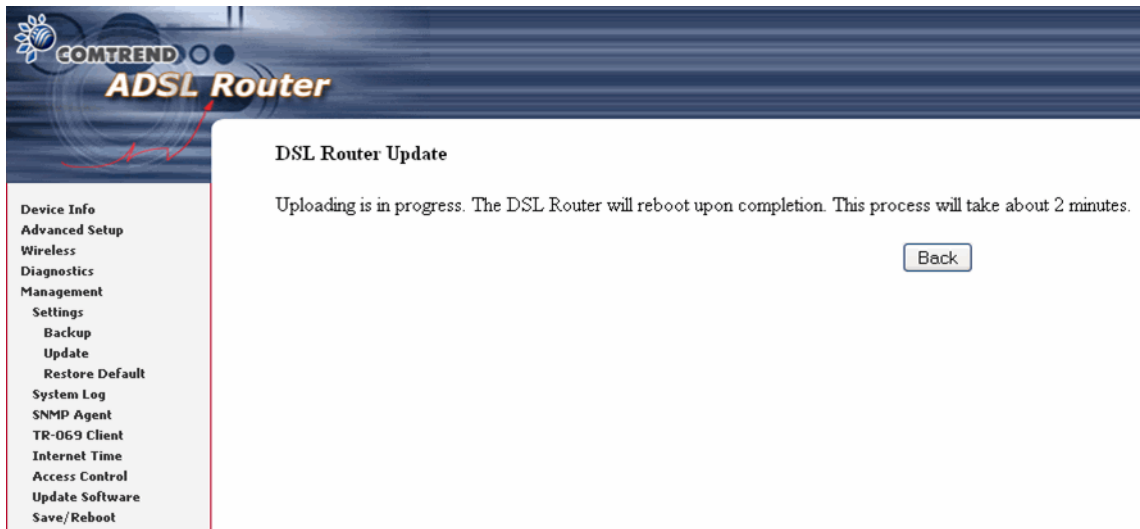 COMTREND
ADSL Router
DSL Router Update
Uploading is in progress. The DSL Router will reboot upon completion. This process will take about 2 minutes.
Back
Device Info
Advanced Setup
Wireless
Diagnostics
Management
Settings
Backup
Update
Restore Default
System Log
SNMP Agent
TR-069 Client
Internet Time
Access Control
Update Software
Save/Reboot